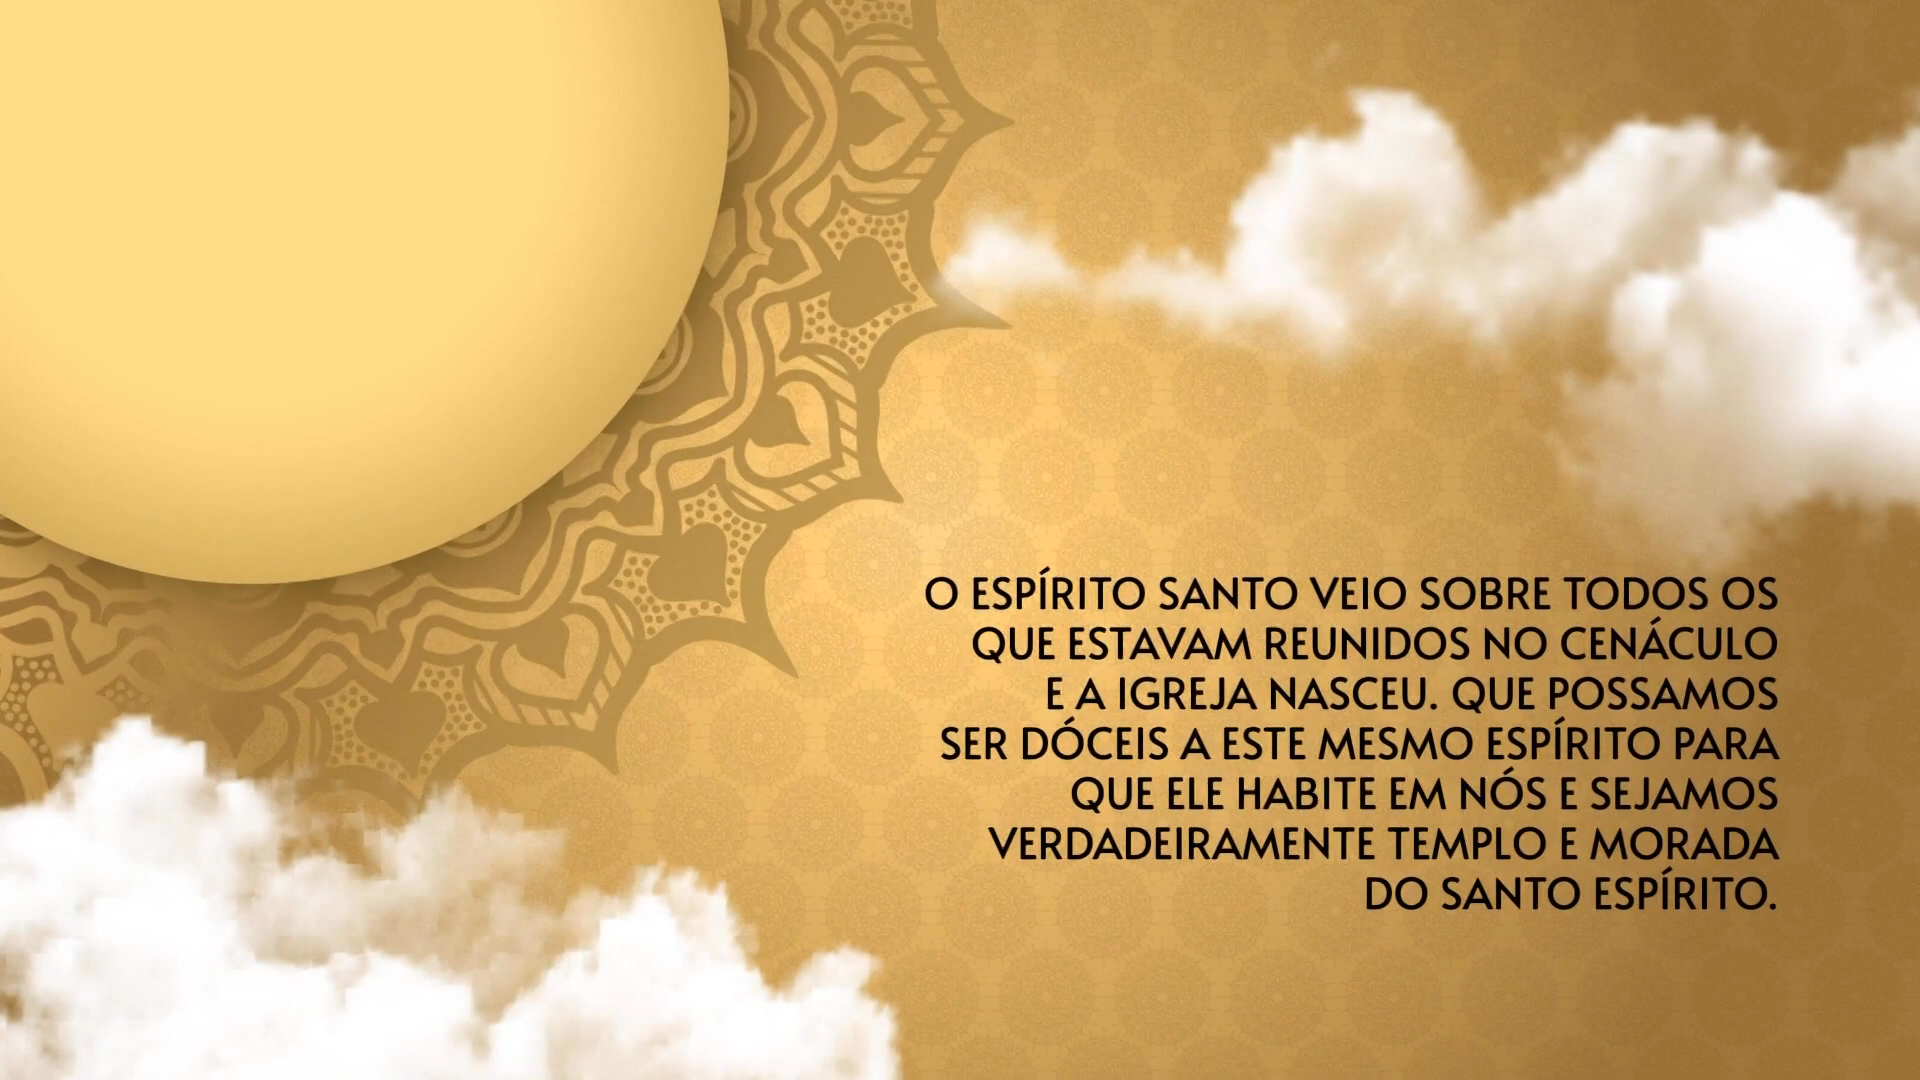 O ESPÍRITO SANTO VEIO SOBRE TODOS OS
QUE ESTAVAM REUNIDOS NO CENÁCULO
E A IGREJA NASCEU. QUE POSSAMOS
SER DÓCEIS A ESTE MESMO ESPÍRITO PARA
QUE ELE HABITE EM NÓS E SEJAMOS
VERDADEIRAMENTE TEMPLO E MORADA
DO SANTO ESPÍRITO.